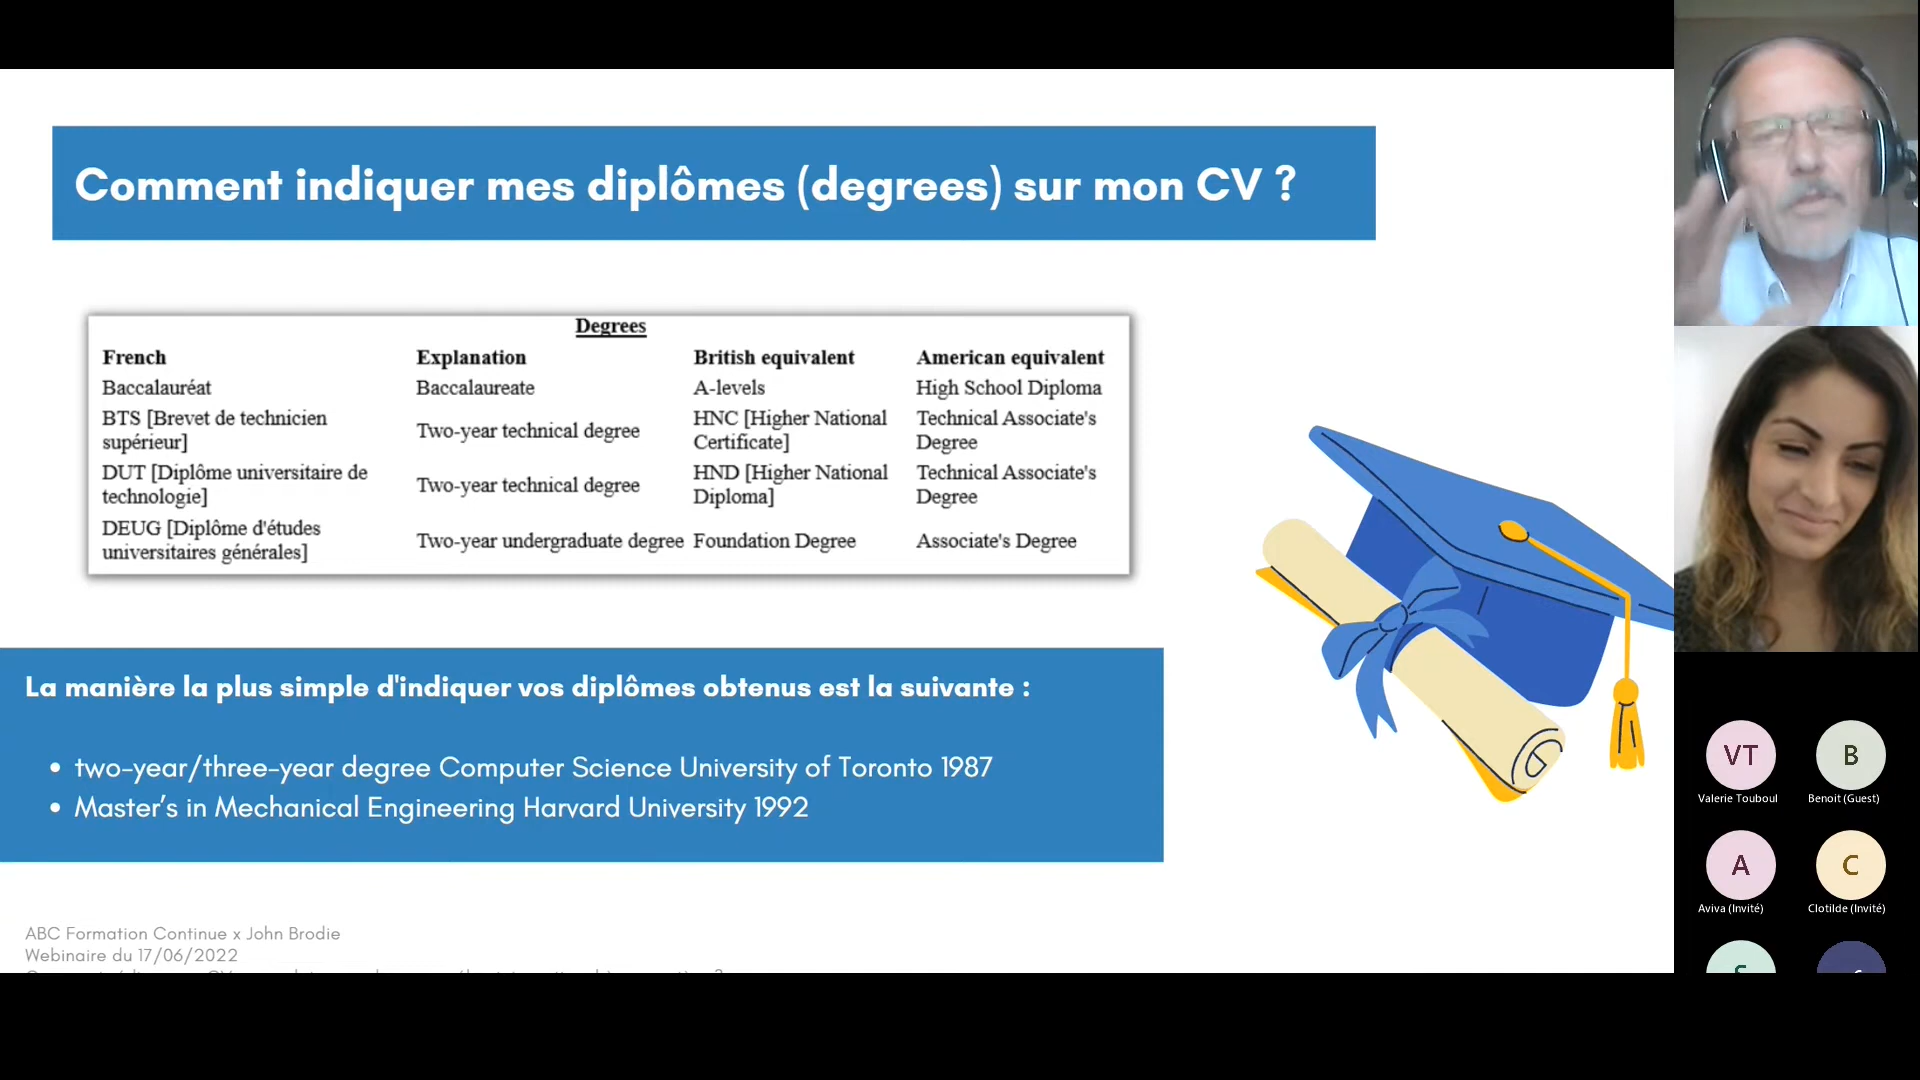 Comment indiquer mes diplômes (degrees) sur mon CV ?
Degrees
French Explanation British equivalent American equivalent
Baccalauréat Baccalaureate A-levels High School Diploma
BTS [Brevet de technicien supérieur] Two-year technical degree HNC [Higher National Certificate] Technical Associate's Degree
DUT [Diplôme universitaire de technologie] Two-year technical degree HND [Higher National Diploma] Technical Associate's Degree
DEUG [Diplôme d'études universitaires générales] Two-year undergraduate degree Foundation Degree Associate's Degree
La manière la plus simple d'indiquer vos diplômes obtenus est la suivante :
• two-year/three-year degree Computer Science University of Toronto 1987
• Master's in Mechanical Engineering Harvard University 1992
ABC Formation Continue x John Brodie
Webinaire du 17/06/2022
VT
Valerie Touboul
B
Benoit (Guest)
A
Aviva (Invité)
C
Clotilde (Invité)